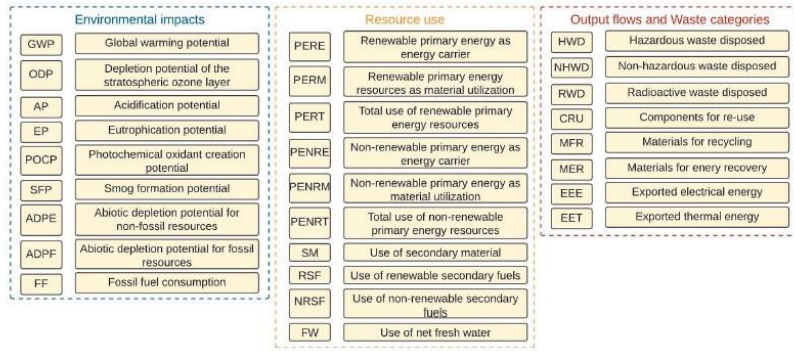 Environmental impacts
GWP
Global warming potential
ODP
Depletion potential of the
stratospheric ozone layer
AP
Acidification potential
EP
Eutrophication potential
POCP
Photochemical oxidant creation
potential
SFP
Smog formation potential
ADPE
Abiotic depletion potential for
non-fossil resources
ADPF
Abiotic depletion potential for fossil
resources
FF
Fossil fuel consumption
Resource use
PERE
Renewable primary energy as
energy carrier
PERM
Renewable primary energy
resources as material utilization
PERT
Total use of renewable primary
energy resources
PENRE
Non-renewable primary energy as
energy carrier
PENRM
Non-renewable primary energy as
material utilization
PENRT
Total use of non-renewable
primary energy resources
SM
Use of secondary material
RSF
Use of renewable secondary fuels
NRSF
Use of non-renewable secondary
fuels
FW
Use of net fresh water
Output flows and Waste categories
HWD
Hazardous waste disposed
NHWD
Non-hazardous waste disposed
RWD
Radioactive waste disposed
CRU
Components for re-use
MFR
Materials for recycling
MER
Materials for enery recovery
EEE
Exported electrical energy
EET
Exported thermal energy